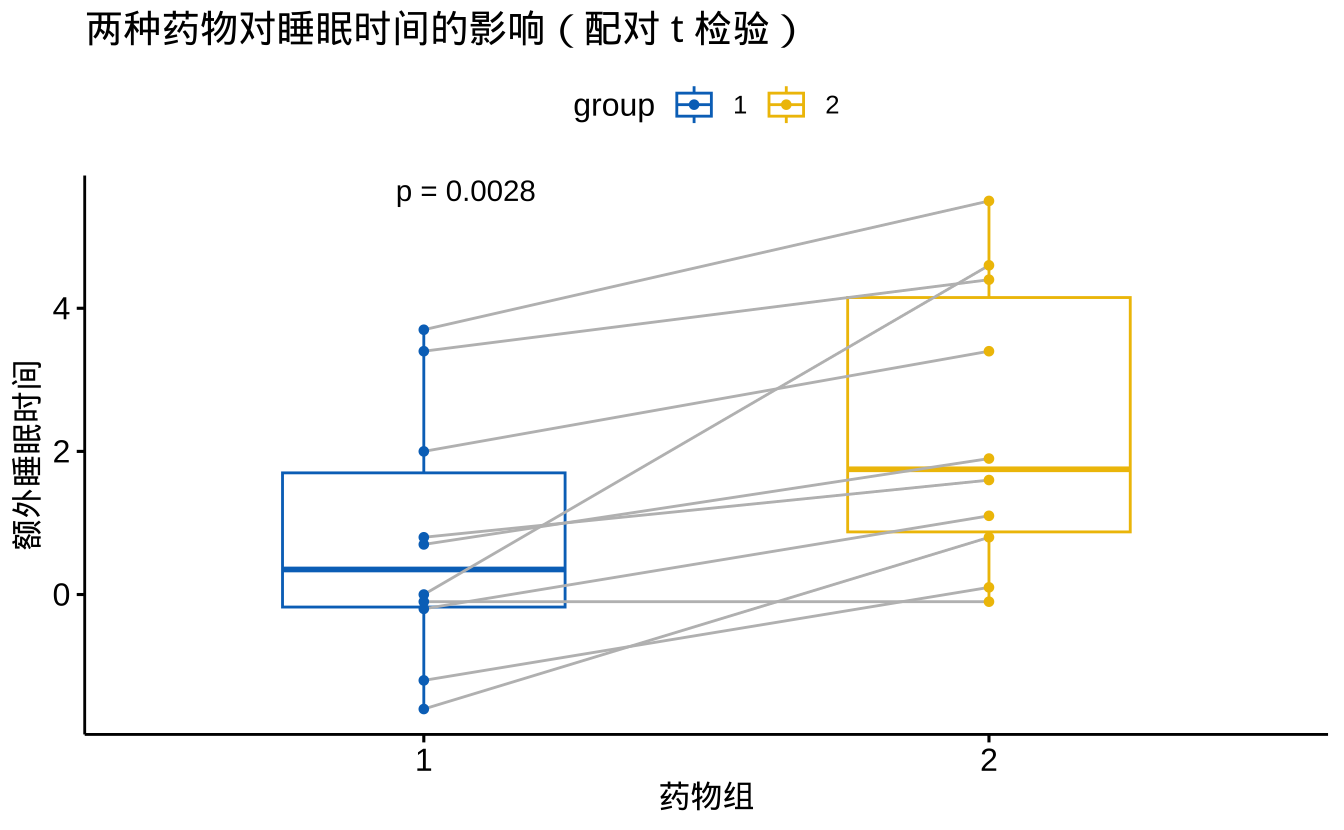 两种药物对睡眠时间的影响（配对 t 检验）
group 1 2
p = 0.0028
4
2
0
额外睡眠时间
1 2
药物组